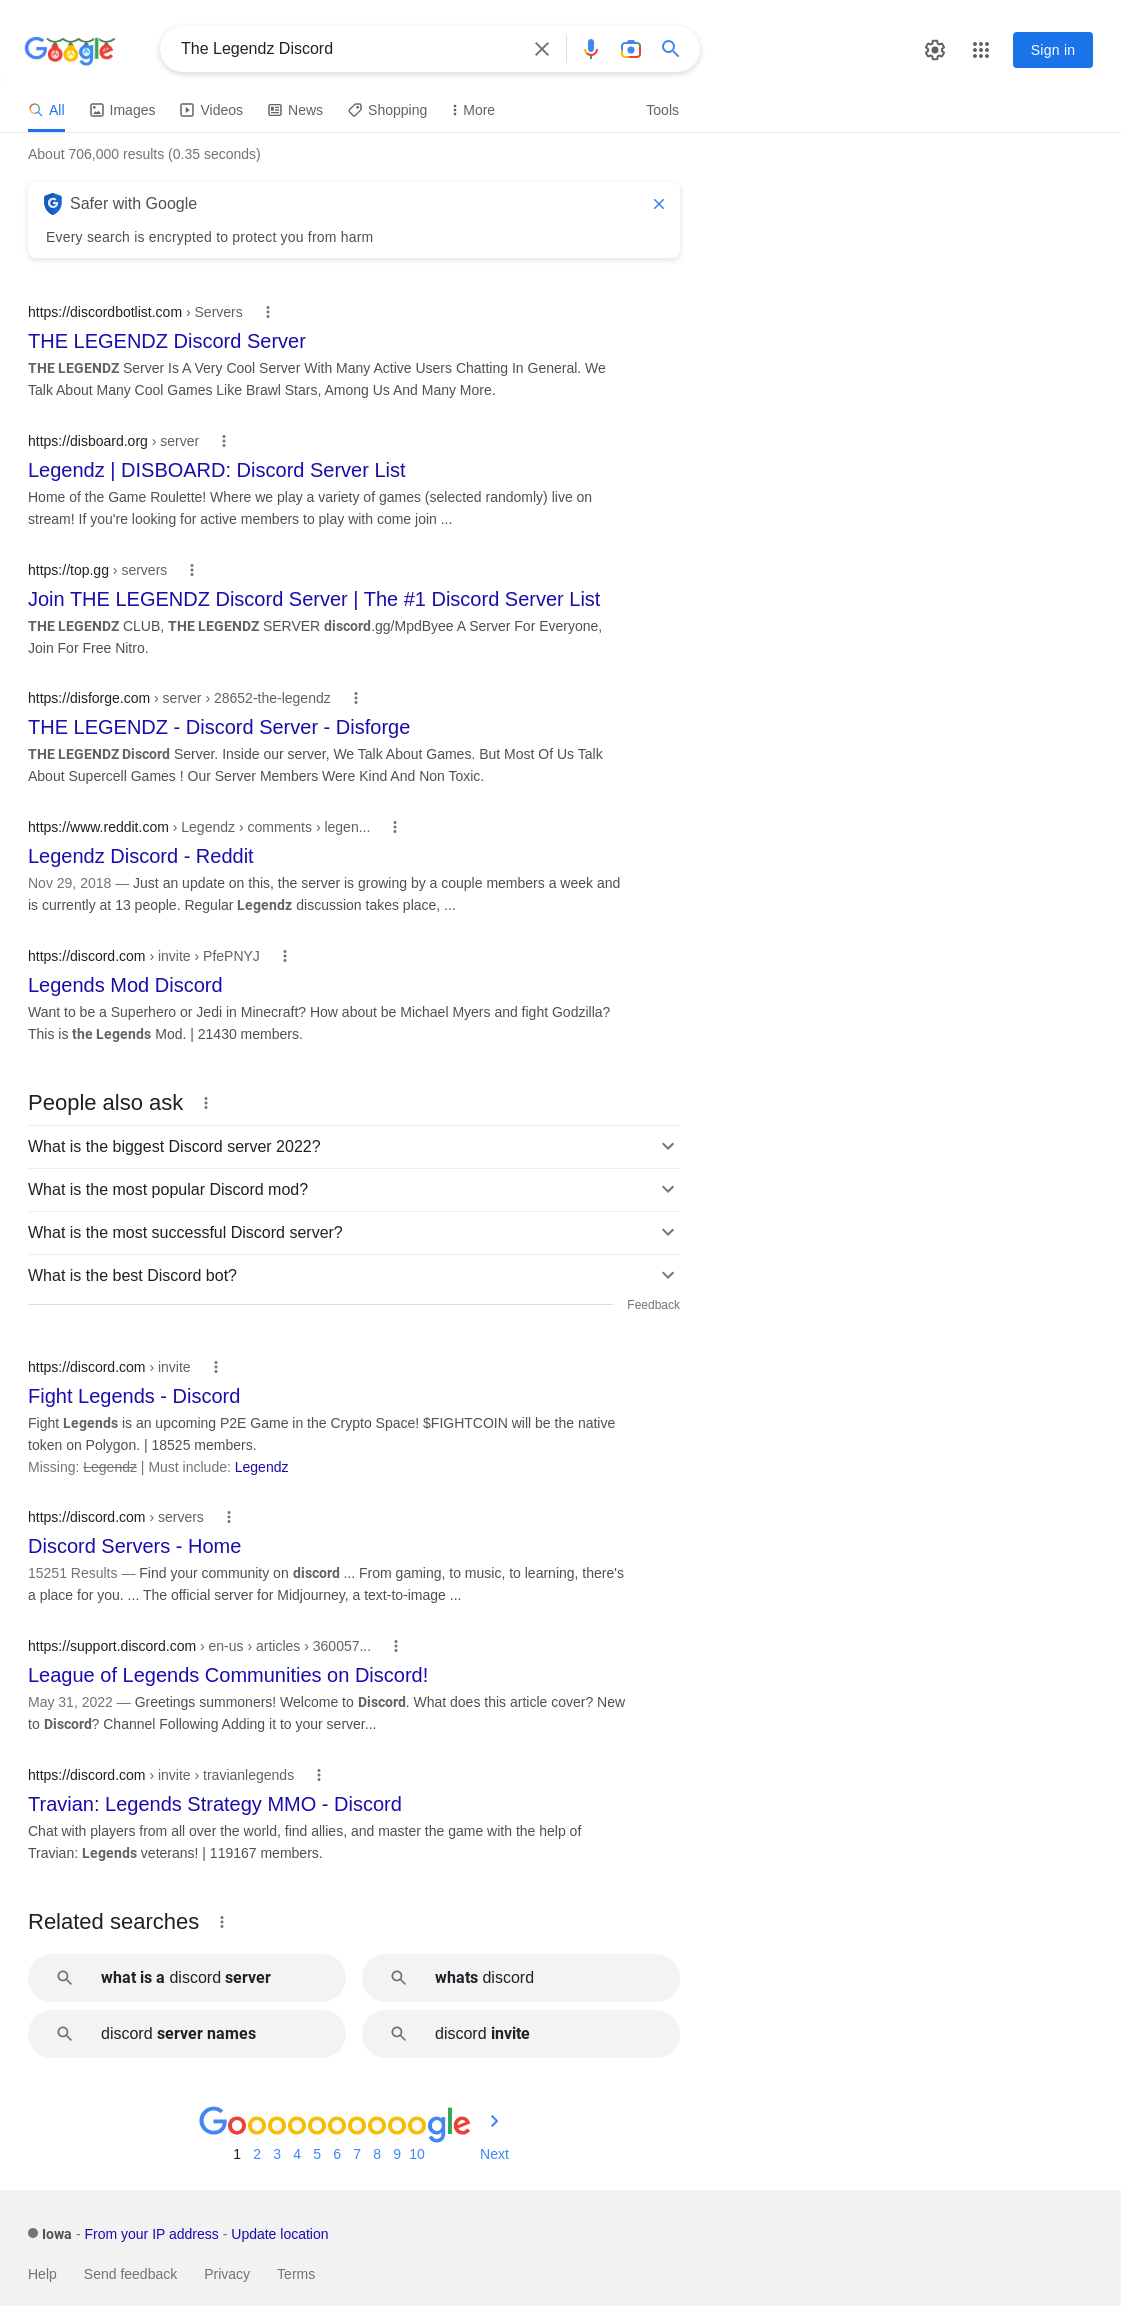 Google
The Legendz Discord
Sign in
All Images Videos News Shopping More Tools
About 706,000 results (0.35 seconds)
Safer with Google
Every search is encrypted to protect you from harm
https://discordbotlist.com › Servers
THE LEGENDZ Discord Server
THE LEGENDZ Server Is A Very Cool Server With Many Active Users Chatting In General. We
Talk About Many Cool Games Like Brawl Stars, Among Us And Many More.
https://disboard.org › server
Legendz | DISBOARD: Discord Server List
Home of the Game Roulette! Where we play a variety of games (selected randomly) live on
stream! If you're looking for active members to play with come join ...
https://top.gg › servers
Join THE LEGENDZ Discord Server | The #1 Discord Server List
THE LEGENDZ CLUB, THE LEGENDZ SERVER discord.gg/MpdByee A Server For Everyone,
Join For Free Nitro.
https://disforge.com › server › 28652-the-legendz
THE LEGENDZ - Discord Server - Disforge
THE LEGENDZ Discord Server. Inside our server, We Talk About Games. But Most Of Us Talk
About Supercell Games ! Our Server Members Were Kind And Non Toxic.
https://www.reddit.com › Legendz › comments › legen...
Legendz Discord - Reddit
Nov 29, 2018 — Just an update on this, the server is growing by a couple members a week and
is currently at 13 people. Regular Legendz discussion takes place, ...
https://discord.com › invite › PfePNYJ
Legends Mod Discord
Want to be a Superhero or Jedi in Minecraft? How about be Michael Myers and fight Godzilla?
This is the Legends Mod. | 21430 members.
People also ask
What is the biggest Discord server 2022?
What is the most popular Discord mod?
What is the most successful Discord server?
What is the best Discord bot?
Feedback
https://discord.com › invite
Fight Legends - Discord
Fight Legends is an upcoming P2E Game in the Crypto Space! $FIGHTCOIN will be the native
token on Polygon. | 18525 members.
Missing: Legendz | Must include: Legendz
https://discord.com › servers
Discord Servers - Home
15251 Results — Find your community on discord ... From gaming, to music, to learning, there's
a place for you. ... The official server for Midjourney, a text-to-image ...
https://support.discord.com › en-us › articles › 360057...
League of Legends Communities on Discord!
May 31, 2022 — Greetings summoners! Welcome to Discord. What does this article cover? New
to Discord? Channel Following Adding it to your server...
https://discord.com › invite › travianlegends
Travian: Legends Strategy MMO - Discord
Chat with players from all over the world, find allies, and master the game with the help of
Travian: Legends veterans! | 119167 members.
Related searches
what is a discord server
whats discord
discord server names
discord invite
Goooooooooogle
1 2 3 4 5 6 7 8 9 10 Next
Iowa - From your IP address - Update location
Help Send feedback Privacy Terms